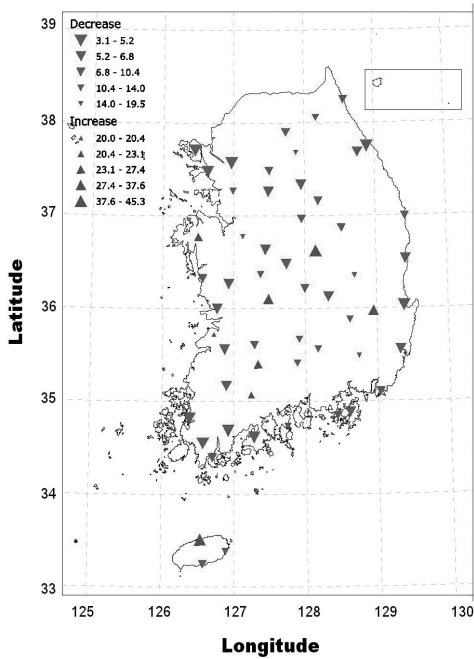 39
38
37
36
35
34
33
Latitude
Decrease
3.1 - 5.2
5.2 - 6.8
6.8 - 10.4
10.4 - 14.0
14.0 - 19.5
Increase
20.0 - 20.4
20.4 - 23.1
23.1 - 27.4
27.4 - 37.6
37.6 - 45.3
125 126 127 128 129 130
Longitude